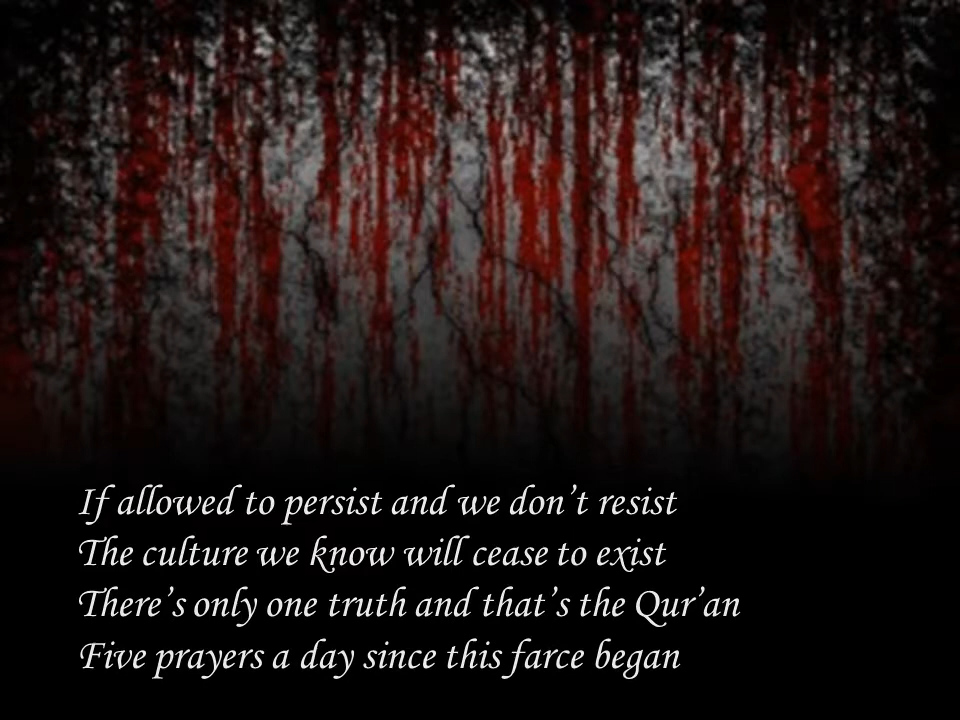 If allowed to persist and we don’t resist
The culture we know will cease to exist
There’s only one truth and that’s the Qur’an
Five prayers a day since this farce began